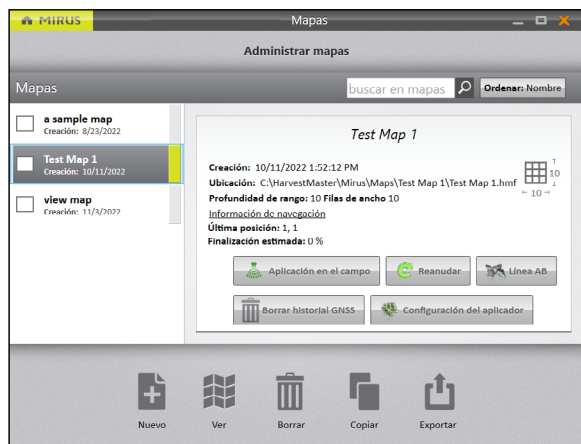 MIRUS
Mapas
Administrar mapas
Mapas
buscar en mapas
Ordenar: Nombre
a sample map
Creación: 8/23/2022
Test Map 1
Creación: 10/11/2022
view map
Creación: 11/3/2022
Test Map 1
Creación: 10/11/2022 1:52:12 PM
Ubicación: C:\HarvestMaster\Mirus\Maps\Test Map 1\Test Map 1.hmf
Profundidad de rango: 10 Filas de ancho 10
Información de navegación
Última posición: 1, 1
Finalización estimada: 0 %
↑
10
↓
← 10 →
Aplicación en el campo
Reanudar
Línea AB
Borrar historial GNSS
Configuración del aplicador
Nuevo
Ver
Borrar
Copiar
Exportar